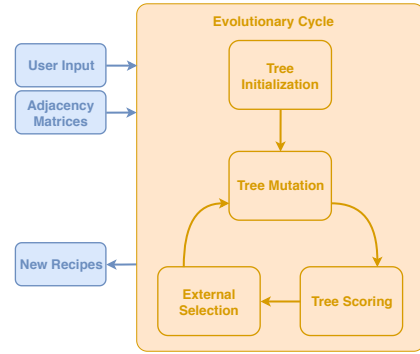 Evolutionary Cycle
User Input
Adjacency
Matrices
New Recipes
Tree
Initialization
Tree Mutation
External
Selection
Tree Scoring